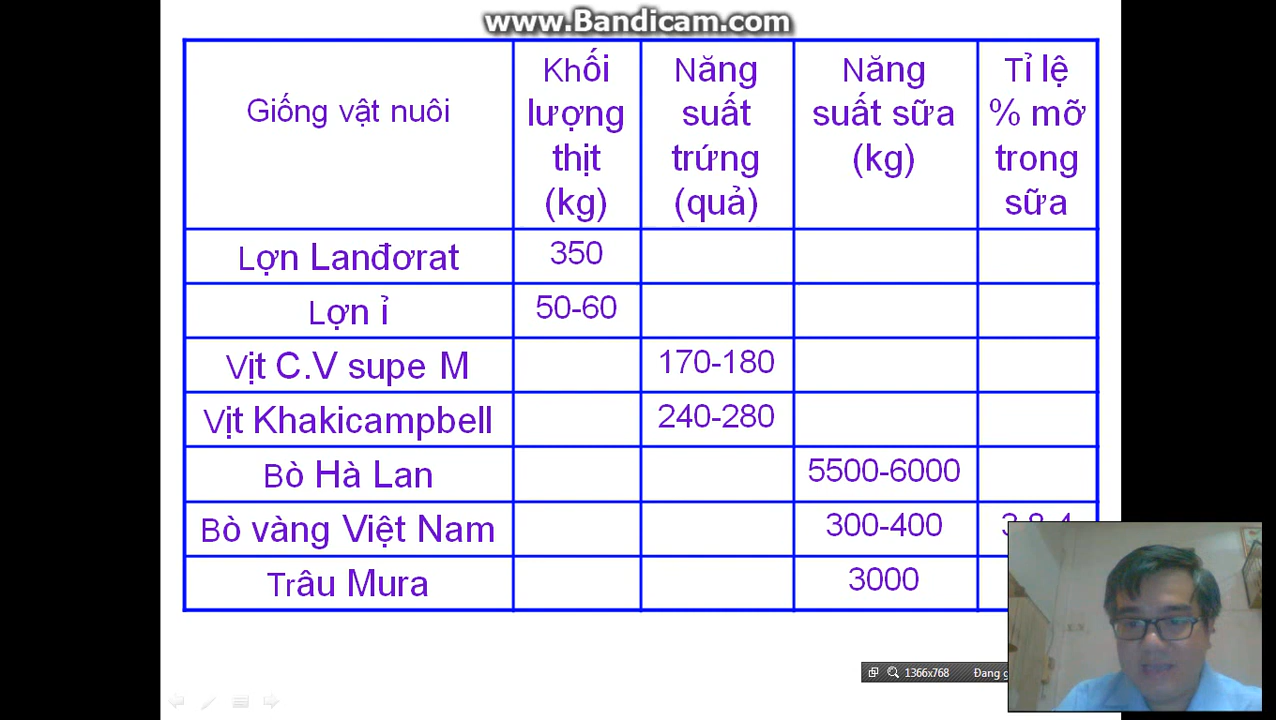 www.Bandicam.com
Giống vật nuôi
Khối
lượng
thịt
(kg)
Năng
suất
trứng
(quả)
Năng
suất sữa
(kg)
Tỉ lệ
% mỡ
trong
sữa
Lợn Lanđơrat 350
Lợn ỉ 50-60
Vịt C.V supe M 170-180
Vịt Khakicampbell 240-280
Bò Hà Lan 5500-6000
Bò vàng Việt Nam 300-400
Trâu Mura 3000
1366x768 Đang